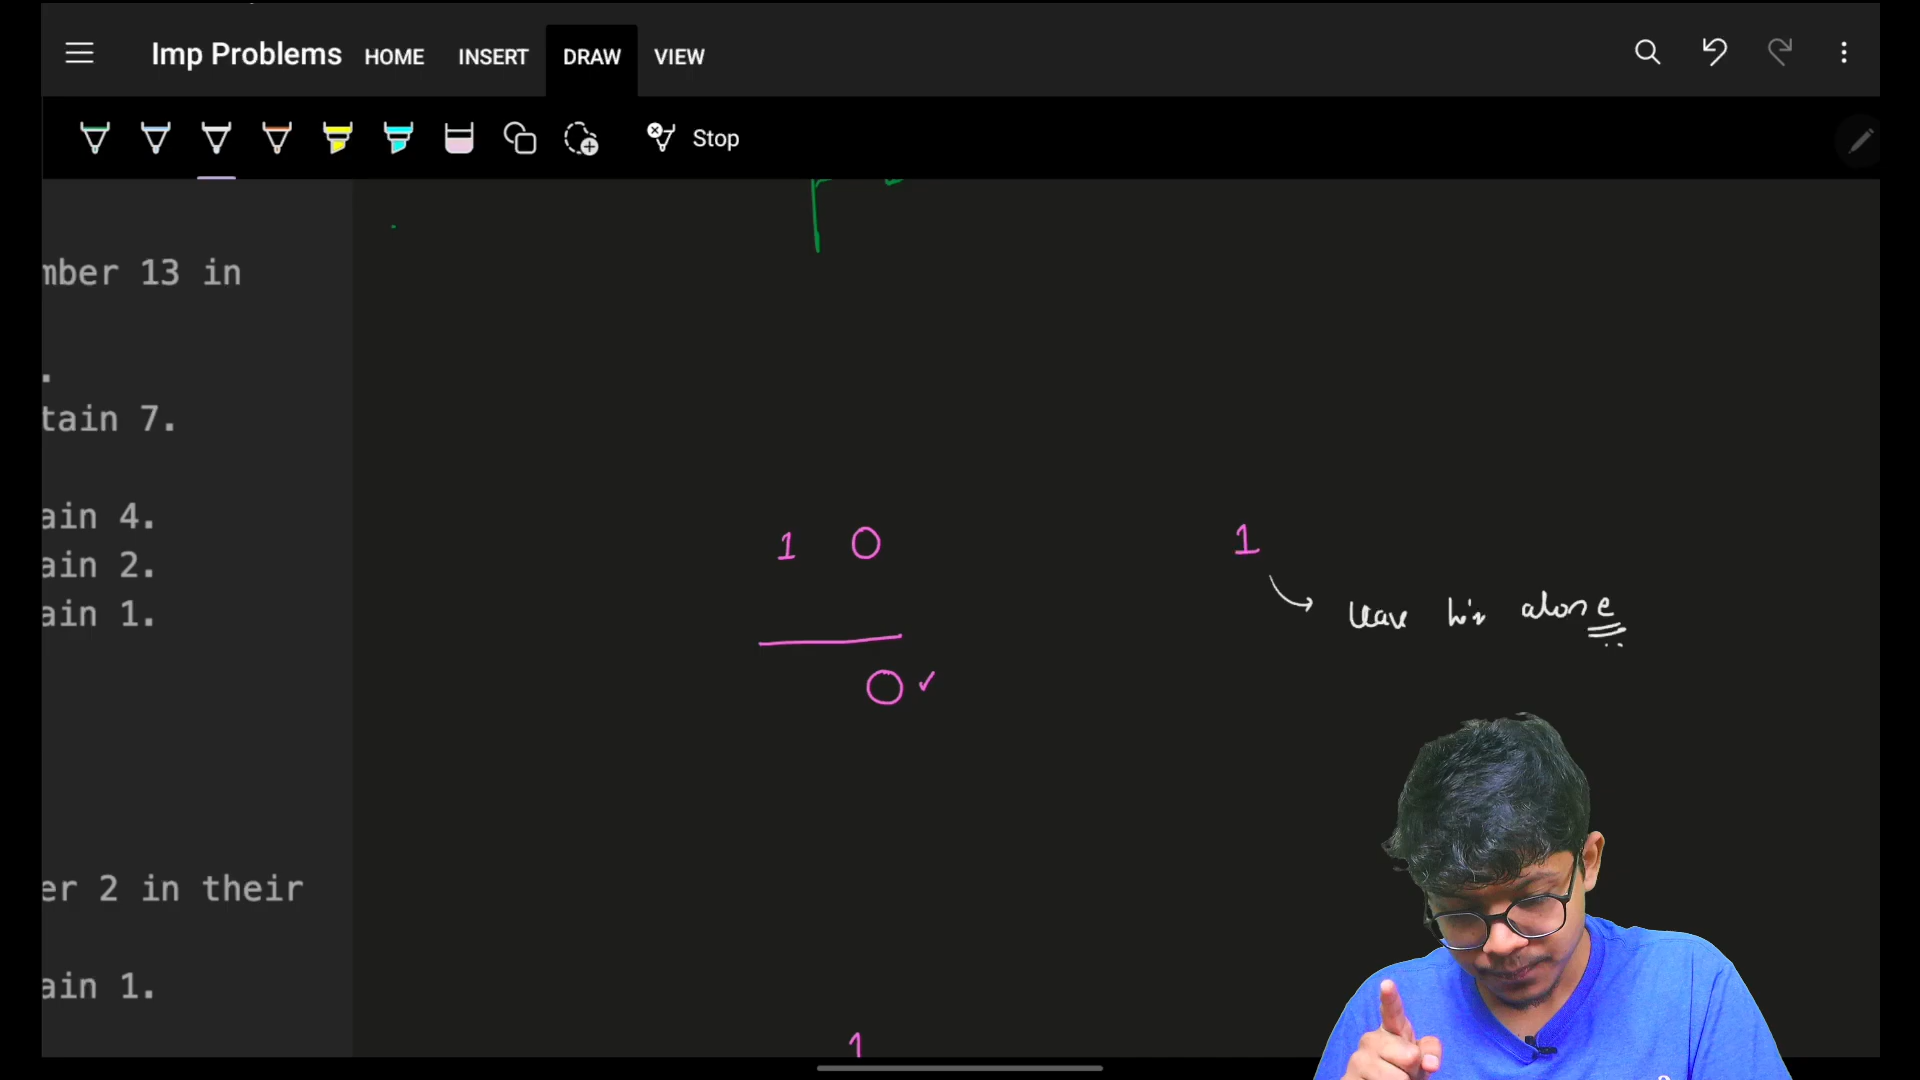 Imp Problems HOME INSERT DRAW VIEW
Stop
mber 13 in
.
tain 7.
ain 4.
ain 2.
ain 1.
er 2 in their
ain 1.
1 0
0 ✓
1
leave him alone
1